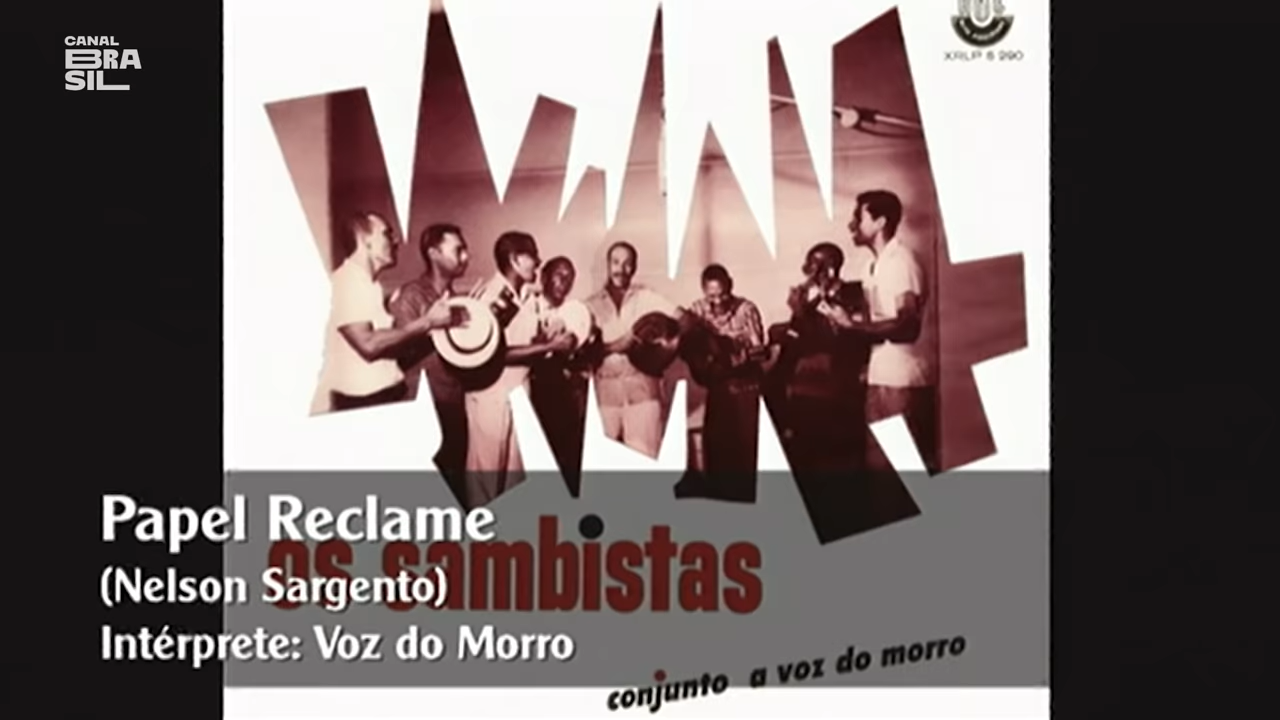 CANAL
BRA
SIL
XRLP 5 290
Papel Reclame
os sambistas
(Nelson Sargento)
Intérprete: Voz do Morro
conjunto a voz do morro